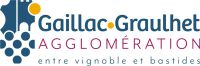 Gaillac•Graulhet
AGGLOMÉRATION
entre vignoble et bastides